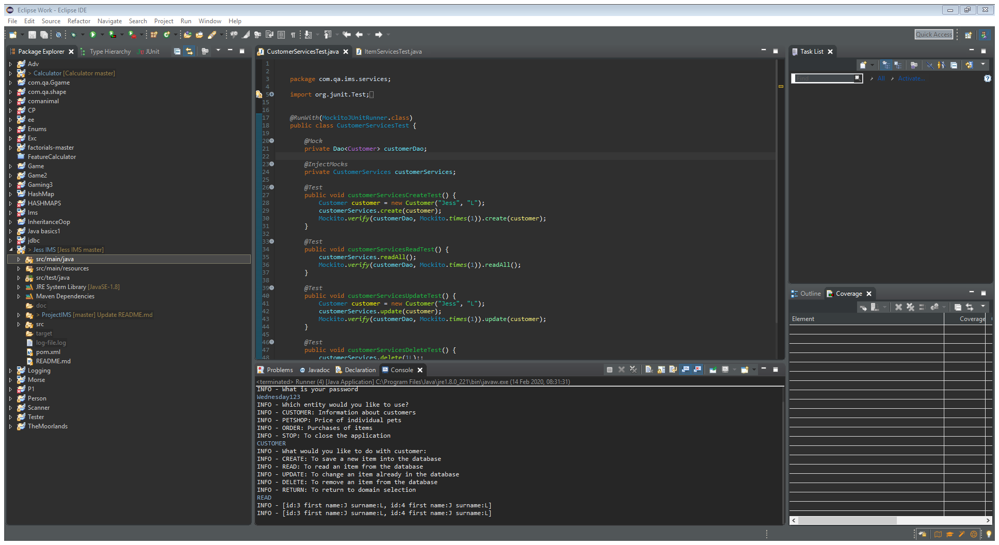 Eclipse Work - Eclipse IDE
File Edit Source Refactor Navigate Search Project Run Window Help
Quick Access
Package Explorer Type Hierarchy JUnit
Adv
> Calculator [Calculator master]
com.qa.Ggame
com.qa.shape
comanimal
CP
ee
Enums
Exc
factorials-master
FeatureCalculator
Game
Game2
Gaming3
HashMap
HASHMAPS
Ims
InheritanceOop
Java basics1
jdbc
> Jess IMS [Jess IMS master]
src/main/java
src/main/resources
src/test/java
JRE System Library [JavaSE-1.8]
Maven Dependencies
doc
> ProjectIMS [master] Update README.md
src
target
log-file.log
pom.xml
README.md
Logging
Morse
P1
Person
Scanner
Tester
TheMoorlands
CustomerServicesTest.java ItemServicesTest.java
1
2
3 package com.qa.ims.services;
4
5 import org.junit.Test;
15
16
17 @RunWith(MockitoJUnitRunner.class)
18 public class CustomerServicesTest {
19
20 @Mock
21 private Dao<Customer> customerDao;
22
23 @InjectMocks
24 private CustomerServices customerServices;
25
26 @Test
27 public void customerServicesCreateTest() {
28 Customer customer = new Customer("Jess", "L");
29 customerServices.create(customer);
30 Mockito.verify(customerDao, Mockito.times(1)).create(customer);
31 }
32
33 @Test
34 public void customerServicesReadTest() {
35 customerServices.readAll();
36 Mockito.verify(customerDao, Mockito.times(1)).readAll();
37 }
38
39 @Test
40 public void customerServicesUpdateTest() {
41 Customer customer = new Customer("Jess", "L");
42 customerServices.update(customer);
43 Mockito.verify(customerDao, Mockito.times(1)).update(customer);
44 }
45
46 @Test
47 public void customerServicesDeleteTest() {
48 customerServices.delete(1L);
Problems Javadoc Declaration Console
<terminated> Runner (4) [Java Application] C:\Program Files\Java\jre1.8.0_221\bin\javaw.exe (14 Feb 2020, 08:31:31)
INFO - What is your password
Wednesday123
INFO - Which entity would you like to use?
INFO - CUSTOMER: Information about customers
INFO - PETSHOP: Price of individual pets
INFO - ORDER: Purchases of items
INFO - STOP: To close the application
CUSTOMER
INFO - What would you like to do with customer:
INFO - CREATE: To save a new item into the database
INFO - READ: To read an item from the database
INFO - UPDATE: To change an item already in the database
INFO - DELETE: To remove an item from the database
INFO - RETURN: To return to domain selection
READ
INFO - [id:3 first name:J surname:L, id:4 first name:J surname:L]
INFO - [id:3 first name:J surname:L, id:4 first name:J surname:L]
Task List
Find All Activate...
Outline Coverage
Element Coverage